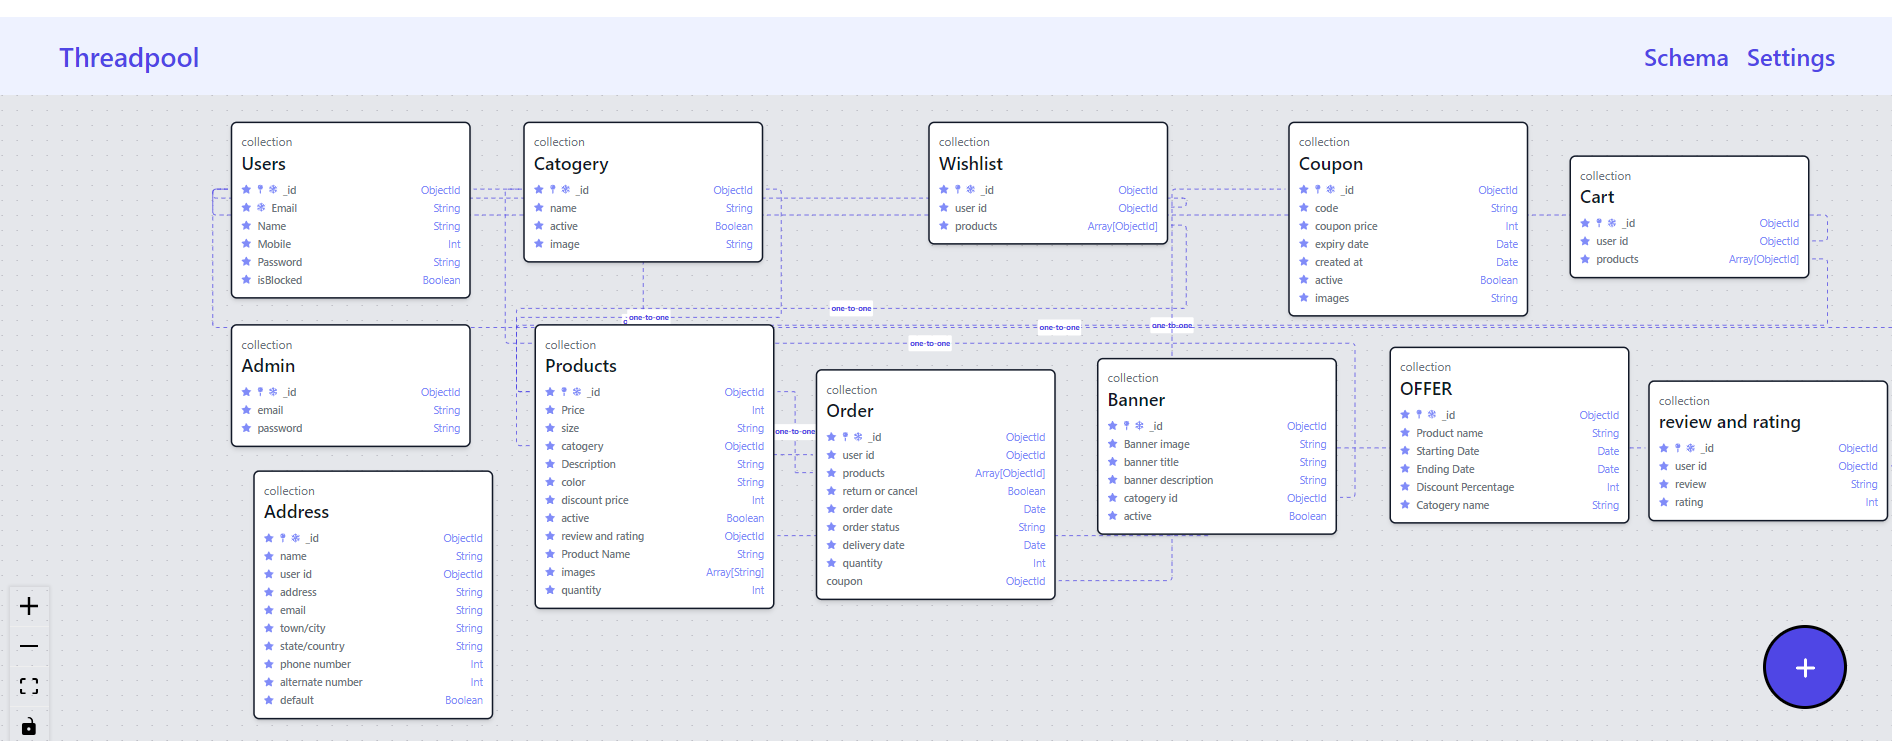 Threadpool
Schema Settings
collection
Users
_id ObjectId
Email String
Name String
Mobile Int
Password String
isBlocked Boolean
collection
Catogery
_id ObjectId
name String
active Boolean
image String
collection
Wishlist
_id ObjectId
user id ObjectId
products Array[ObjectId]
collection
Coupon
_id ObjectId
code String
coupon price Int
expiry date Date
created at Date
active Boolean
images String
collection
Cart
_id ObjectId
user id ObjectId
products Array[ObjectId]
one-to-one
one-to-one
one-to-one
one-to-one
one-to-one
one-to-one
collection
Admin
_id ObjectId
email String
password String
collection
Products
_id ObjectId
Price Int
size String
catogery ObjectId
Description String
color String
discount price Int
active Boolean
review and rating ObjectId
Product Name String
images Array[String]
quantity Int
collection
Order
_id ObjectId
user id ObjectId
products Array[ObjectId]
return or cancel Boolean
order date Date
order status String
delivery date Date
quantity Int
coupon ObjectId
collection
Banner
_id ObjectId
Banner image String
banner title String
banner description String
catogery id ObjectId
active Boolean
collection
OFFER
_id ObjectId
Product name String
Starting Date Date
Ending Date Date
Discount Percentage Int
Catogery name String
collection
review and rating
_id ObjectId
user id ObjectId
review String
rating Int
collection
Address
_id ObjectId
name String
user id ObjectId
address String
email String
town/city String
state/country String
phone number Int
alternate number Int
default Boolean